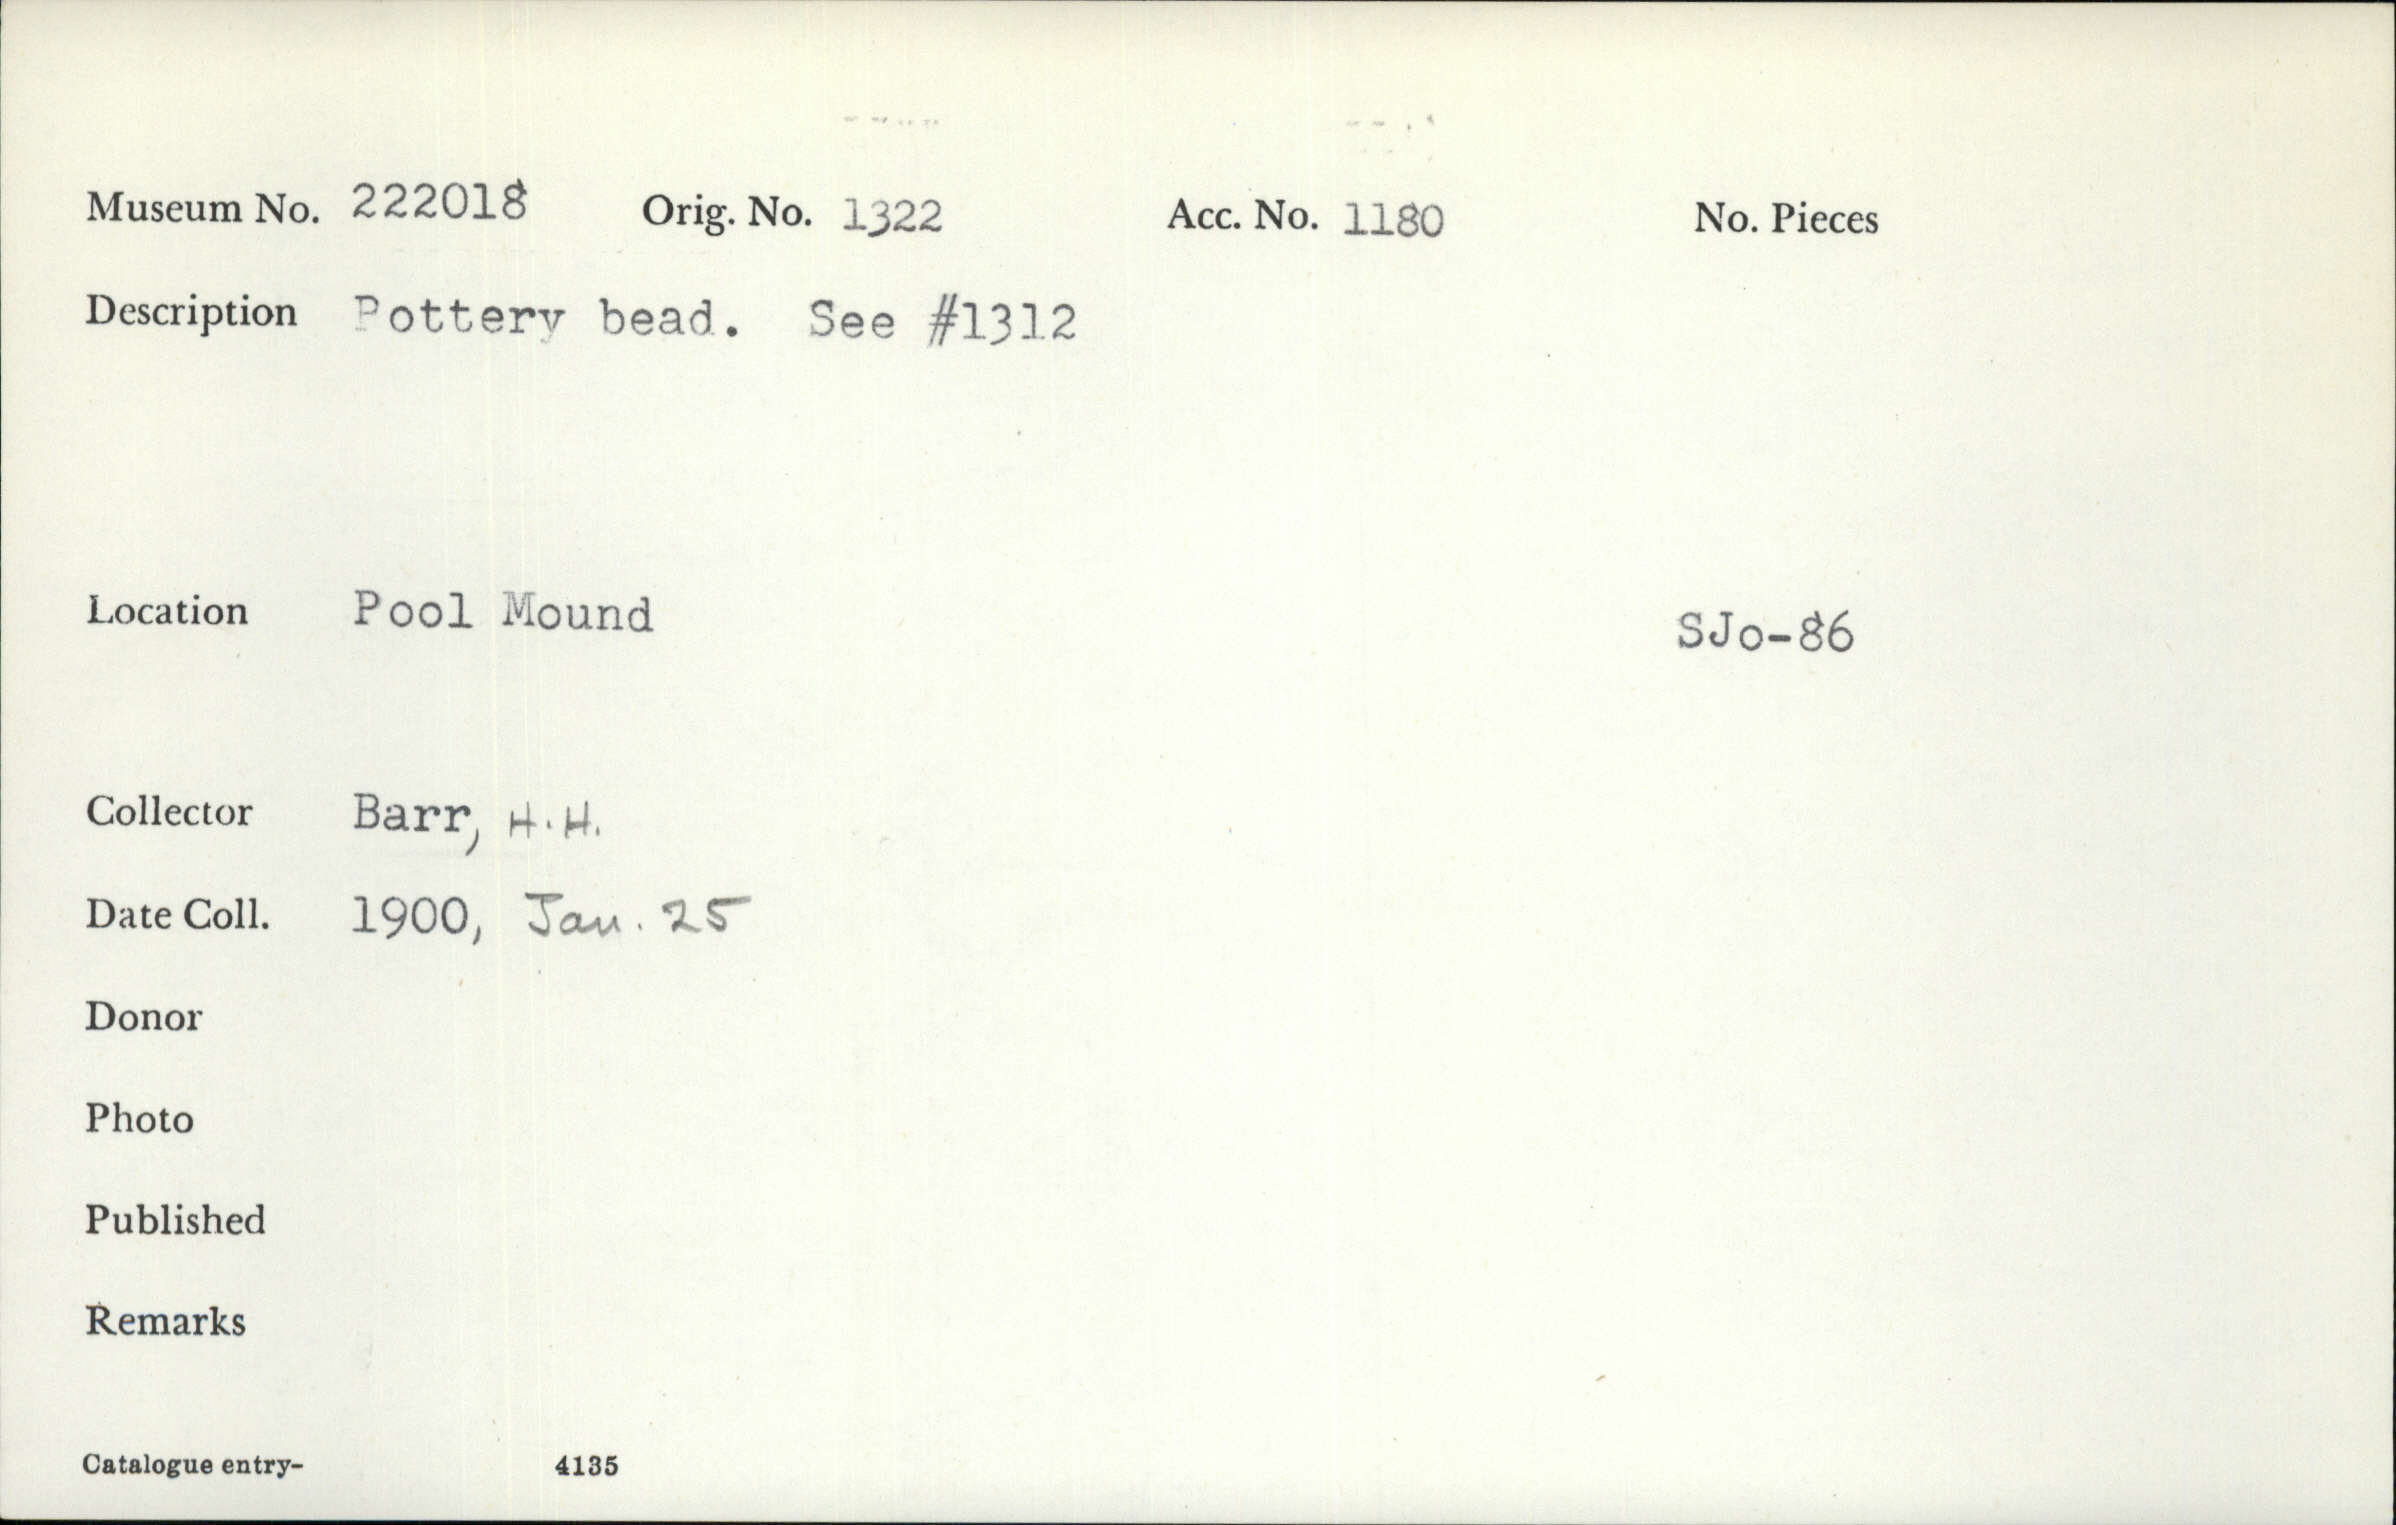 Museum No. 222018 Orig. No. 1322 Acc. No. 1180 No. Pieces
Description Pottery bead. See #1312
Location Pool Mound SJo-86
Collector Barr, H.H.
Date Coll. 1900, Jan. 25
Donor
Photo
Published
Remarks
Catalogue entry- 4135